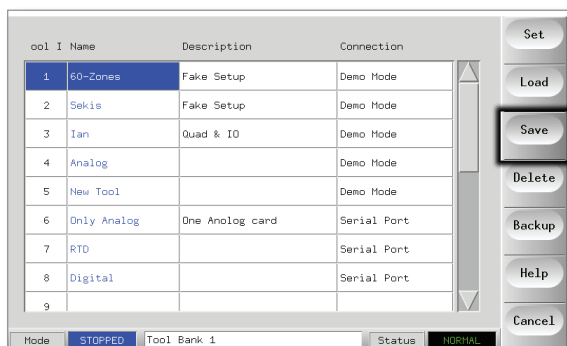 ool I Name Description Connection
1 60-Zones Fake Setup Demo Mode
2 Sekis Fake Setup Demo Mode
3 Ian Quad & IO Demo Mode
4 Analog Demo Mode
5 New Tool Demo Mode
6 Only Analog One Anolog card Serial Port
7 RTD Serial Port
8 Digital Serial Port
9
Set
Load
Save
Delete
Backup
Help
Cancel
Mode STOPPED Tool Bank 1 Status NORMAL